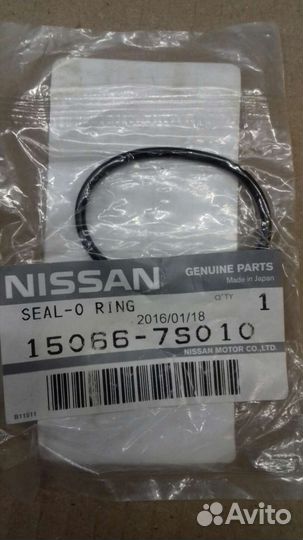 NISSAN
GENUINE PARTS
Made in Japan
SEAL-O RING
Q'TY
1
2016/01/18
15066-7S010
NISSAN MOTOR CO.,LTD.
B11011
Avito